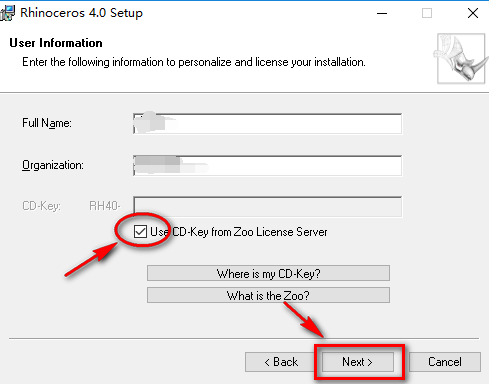 Rhinoceros 4.0 Setup
User Information
Enter the following information to personalize and license your installation.
Full Name:
Organization:
CD-Key: RH40-
Use CD-Key from Zoo License Server
Where is my CD-Key?
What is the Zoo?
< Back Next > Cancel